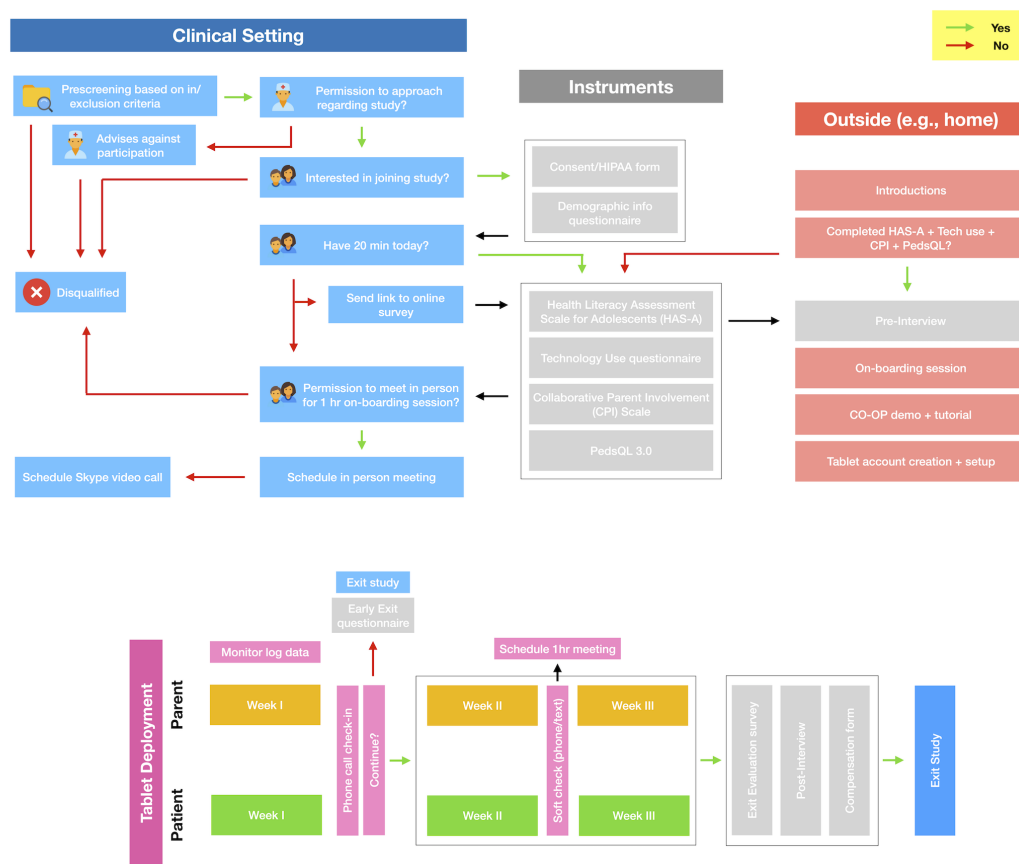 Clinical Setting
Yes
No
Prescreening based on in/
exclusion criteria
Permission to approach
regarding study?
Instruments
Outside (e.g., home)
Advises against
participation
Interested in joining study?
Consent/HIPAA form
Demographic info
questionnaire
Introductions
Have 20 min today?
Completed HAS-A + Tech use +
CPI + PedsQL?
Disqualified
Send link to online
survey
Health Literacy Assessment
Scale for Adolescents (HAS-A)
Technology Use questionnaire
Collaborative Parent Involvement
(CPI) Scale
PedsQL 3.0
Pre-Interview
On-boarding session
CO-OP demo + tutorial
Tablet account creation + setup
Permission to meet in person
for 1 hr on-boarding session?
Schedule Skype video call
Schedule in person meeting
Exit study
Early Exit
questionnaire
Tablet Deployment
Parent
Patient
Monitor log data
Week I
Week I
Phone call check-in
Continue?
Schedule 1hr meeting
Week II
Week II
Soft check (phone/text)
Week III
Week III
Exit Evaluation survey
Post-Interview
Compensation form
Exit Study